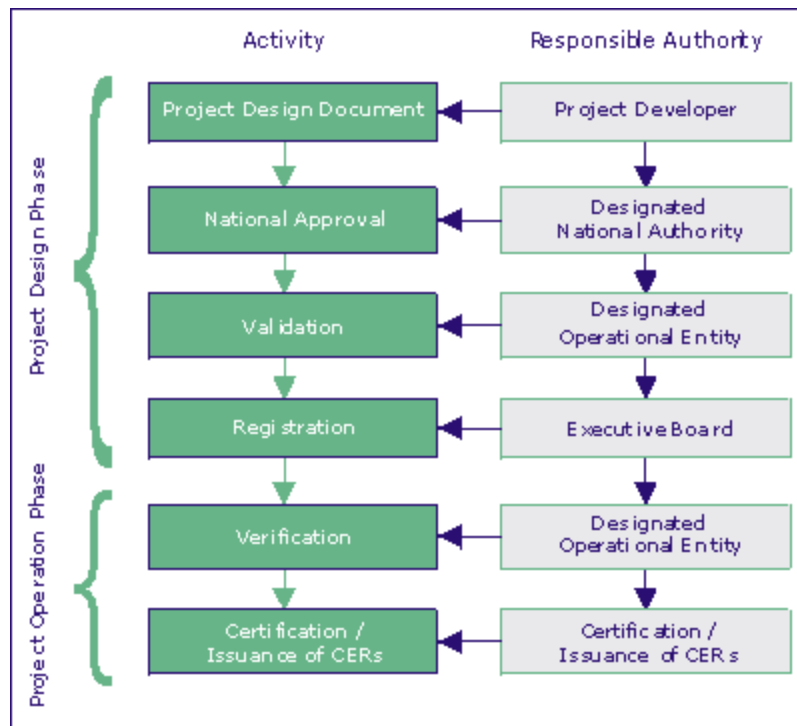 Activity
Responsible Authority
Project Design Phase
Project Design Document
Project Developer
National Approval
Designated
National Authority
Validation
Designated
Operational Entity
Registration
Executive Board
Project Operation Phase
Verification
Designated
Operational Entity
Certification /
Issuance of CERs
Certification /
Issuance of CERs